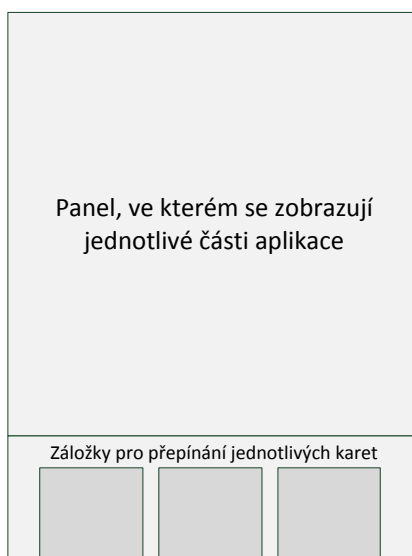 Panel, ve kterém se zobrazují
jednotlivé části aplikace
Záložky pro přepínání jednotlivých karet